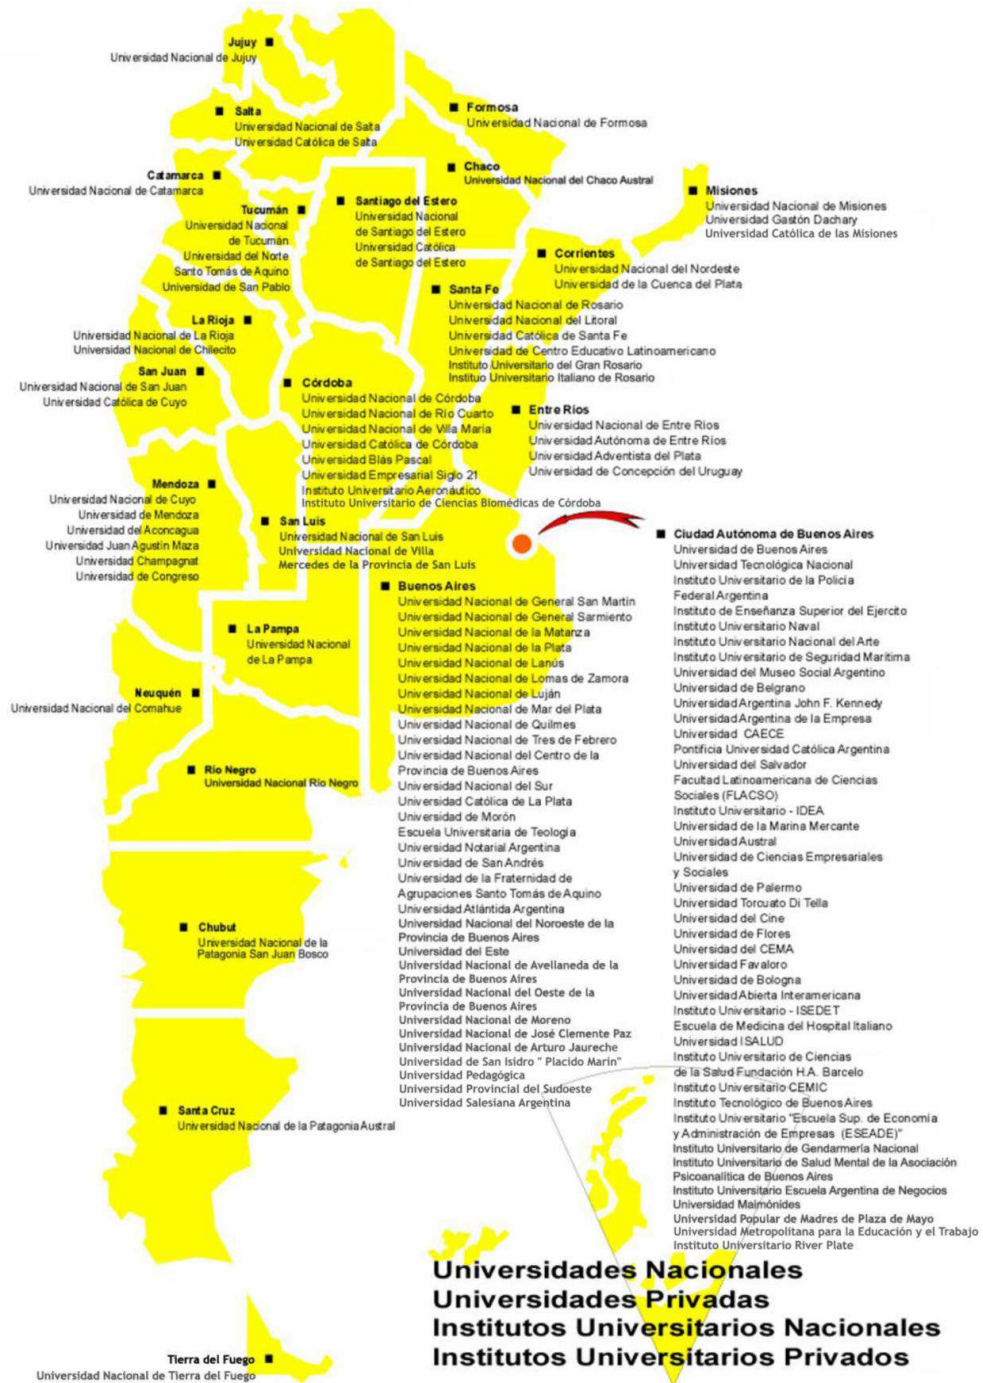 Jujuy
Universidad Nacional de Jujuy
Salta
Universidad Nacional de Salta
Universidad Católica de Salta
Formosa
Universidad Nacional de Formosa
Chaco
Universidad Nacional del Chaco Austral
Catamarca
Universidad Nacional de Catamarca
Misiones
Universidad Nacional de Misiones
Universidad Gastón Dachary
Universidad Católica de las Misiones
Tucumán
Universidad Nacional
de Tucumán
Universidad del Norte
Santo Tomás de Aquino
Universidad de San Pablo
Santiago del Estero
Universidad Nacional
de Santiago del Estero
Universidad Católica
de Santiago del Estero
Corrientes
Universidad Nacional del Nordeste
Universidad de la Cuenca del Plata
Santa Fe
Universidad Nacional de Rosario
Universidad Nacional del Litoral
Universidad Católica de Santa Fe
Universidad de Centro Educativo Latinoamericano
Instituto Universitario del Gran Rosario
Instituo Universitario Italiano de Rosario
La Rioja
Universidad Nacional de La Rioja
Universidad Nacional de Chilecito
San Juan
Universidad Nacional de San Juan
Universidad Católica de Cuyo
Córdoba
Universidad Nacional de Córdoba
Universidad Nacional de Río Cuarto
Universidad Nacional de Villa María
Universidad Católica de Córdoba
Universidad Blás Pascal
Universidad Empresarial Siglo 21
Instituto Universitario Aeronáutico
Instituto Universitario de Ciencias Biomédicas de Córdoba
Entre Ríos
Universidad Nacional de Entre Ríos
Universidad Autónoma de Entre Ríos
Universidad Adventista del Plata
Universidad de Concepción del Uruguay
Mendoza
Universidad Nacional de Cuyo
Universidad de Mendoza
Universidad del Aconcagua
Universidad Juan Agustín Maza
Universidad Champagnat
Universidad de Congreso
San Luis
Universidad Nacional de San Luis
Universidad Nacional de Villa
Mercedes de la Provincia de San Luis
Ciudad Autónoma de Buenos Aires
Universidad de Buenos Aires
Universidad Tecnológica Nacional
Instituto Universitario de la Policía
Federal Argentina
Instituto de Enseñanza Superior del Ejercito
Instituto Universitario Naval
Instituto Universitario Nacional del Arte
Instituto Universitario de Seguridad Marítima
Universidad del Museo Social Argentino
Universidad de Belgrano
Universidad Argentina John F. Kennedy
Universidad Argentina de la Empresa
Universidad CAECE
Pontificia Universidad Católica Argentina
Universidad del Salvador
Facultad Latinoamericana de Ciencias
Sociales (FLACSO)
Instituto Universitario - IDEA
Universidad de la Marina Mercante
Universidad Austral
Universidad de Ciencias Empresariales
y Sociales
Universidad de Palermo
Universidad Torcuato Di Tella
Universidad del Cine
Universidad de Flores
Universidad del CEMA
Universidad Favaloro
Universidad de Bologna
Universidad Abierta Interamericana
Instituto Universitario - ISEDET
Escuela de Medicina del Hospital Italiano
Universidad ISALUD
Instituto Universitario de Ciencias
de la Salud Fundación H.A. Barcelo
Instituto Universitario CEMIC
Instituto Tecnológico de Buenos Aires
Instituto Universitario "Escuela Sup. de Economía
y Administración de Empresas (ESEADE)"
Instituto Universitario de Gendarmería Nacional
Instituto Universitario de Salud Mental de la Asociación
Psicoanalítica de Buenos Aires
Instituto Universitario Escuela Argentina de Negocios
Universidad Maimónides
Universidad Popular de Madres de Plaza de Mayo
Universidad Metropolitana para la Educación y el Trabajo
Instituto Universitario River Plate
Buenos Aires
Universidad Nacional de General San Martín
Universidad Nacional de General Sarmiento
Universidad Nacional de la Matanza
Universidad Nacional de la Plata
Universidad Nacional de Lanús
Universidad Nacional de Lomas de Zamora
Universidad Nacional de Luján
Universidad Nacional de Mar del Plata
Universidad Nacional de Quilmes
Universidad Nacional de Tres de Febrero
Universidad Nacional del Centro de la
Provincia de Buenos Aires
Universidad Nacional del Sur
Universidad Católica de La Plata
Universidad de Morón
Escuela Universitaria de Teología
Universidad Notarial Argentina
Universidad de San Andrés
Universidad de la Fraternidad de
Agrupaciones Santo Tomás de Aquino
Universidad Atlántida Argentina
Universidad Nacional del Noroeste de la
Provincia de Buenos Aires
Universidad del Este
Universidad Nacional de Avellaneda de la
Provincia de Buenos Aires
Universidad Nacional del Oeste de la
Provincia de Buenos Aires
Universidad Nacional de Moreno
Universidad Nacional de José Clemente Paz
Universidad Nacional de Arturo Jaureche
Universidad de San Isidro " Placido Marín"
Universidad Pedagógica
Universidad Provincial del Sudoeste
Universidad Salesiana Argentina
La Pampa
Universidad Nacional
de La Pampa
Neuquén
Universidad Nacional del Comahue
Río Negro
Universidad Nacional Río Negro
Chubut
Universidad Nacional de la
Patagonia San Juan Bosco
Santa Cruz
Universidad Nacional de la Patagonia Austral
Tierra del Fuego
Universidad Nacional de Tierra del Fuego
Universidades Nacionales
Universidades Privadas
Institutos Universitarios Nacionales
Institutos Universitarios Privados